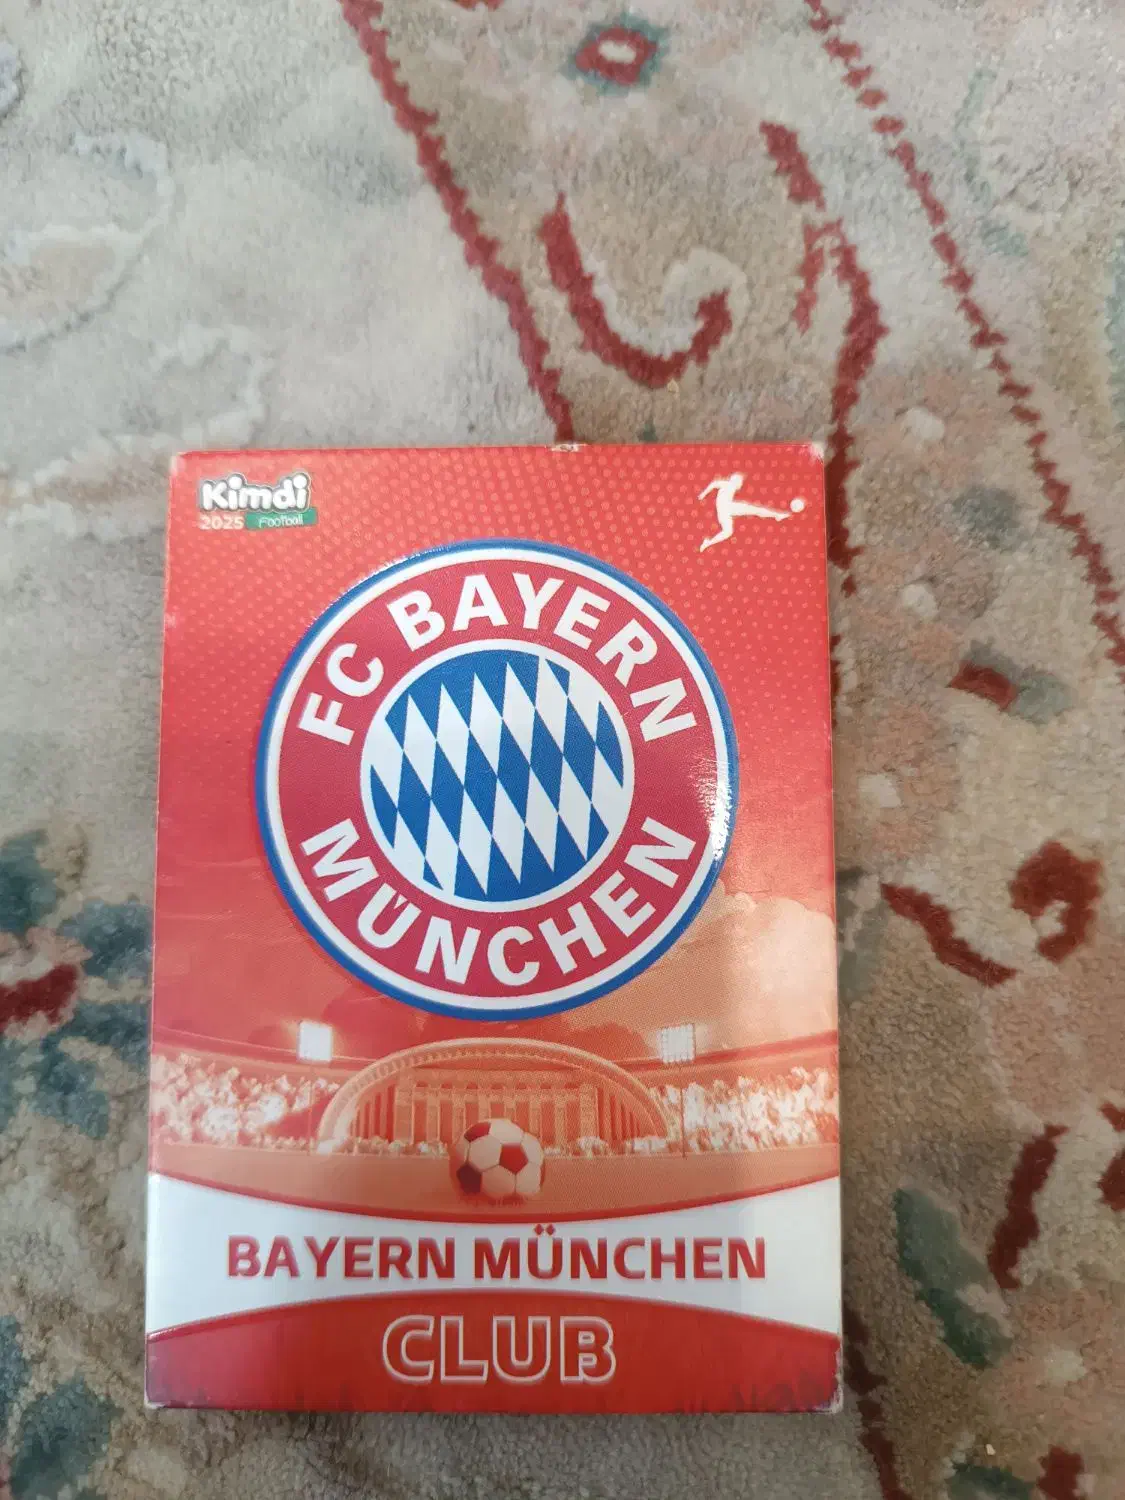 Kimdi
2025 Football
FC BAYERN
MÜNCHEN
BAYERN MÜNCHEN
CLUB